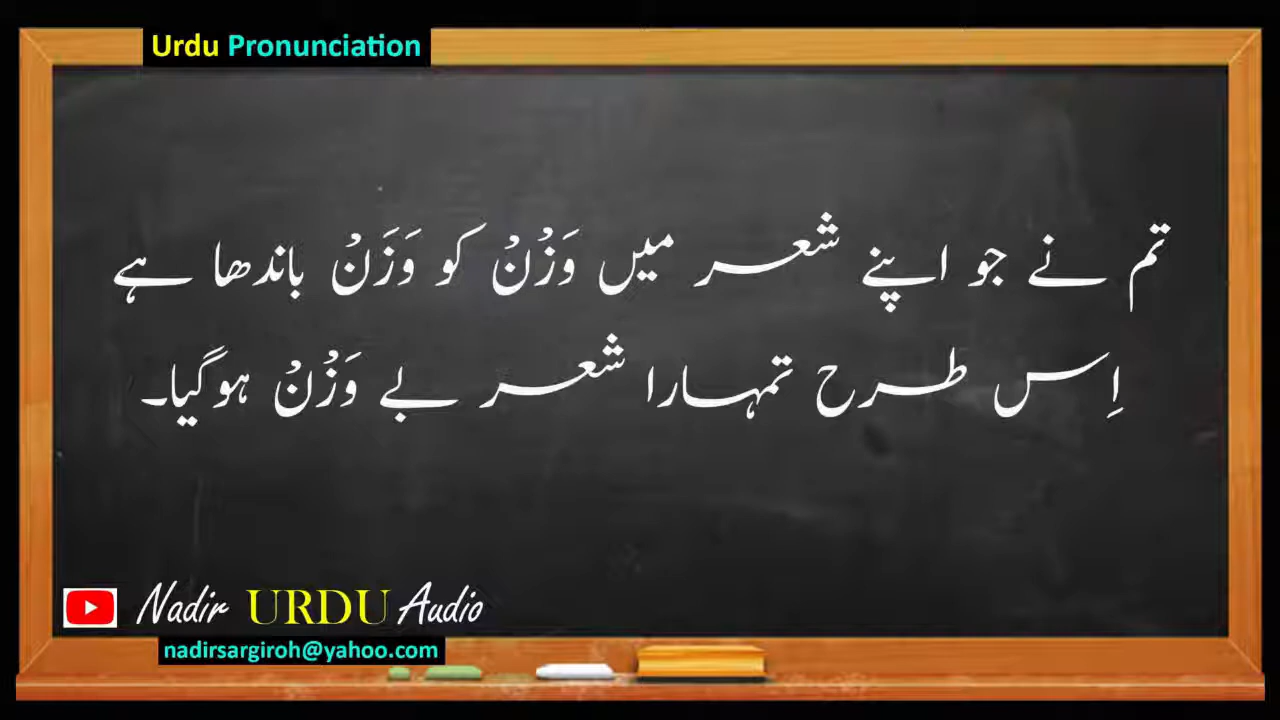 Urdu Pronunciation
تم نے جو اپنے شعر میں وَزْنْ کو وَزَنْ باندھا ہے
اِس طرح تمہارا شعر بے وَزْنْ ہوگیا۔
Nadir URDU Audio
nadirsargiroh@yahoo.com